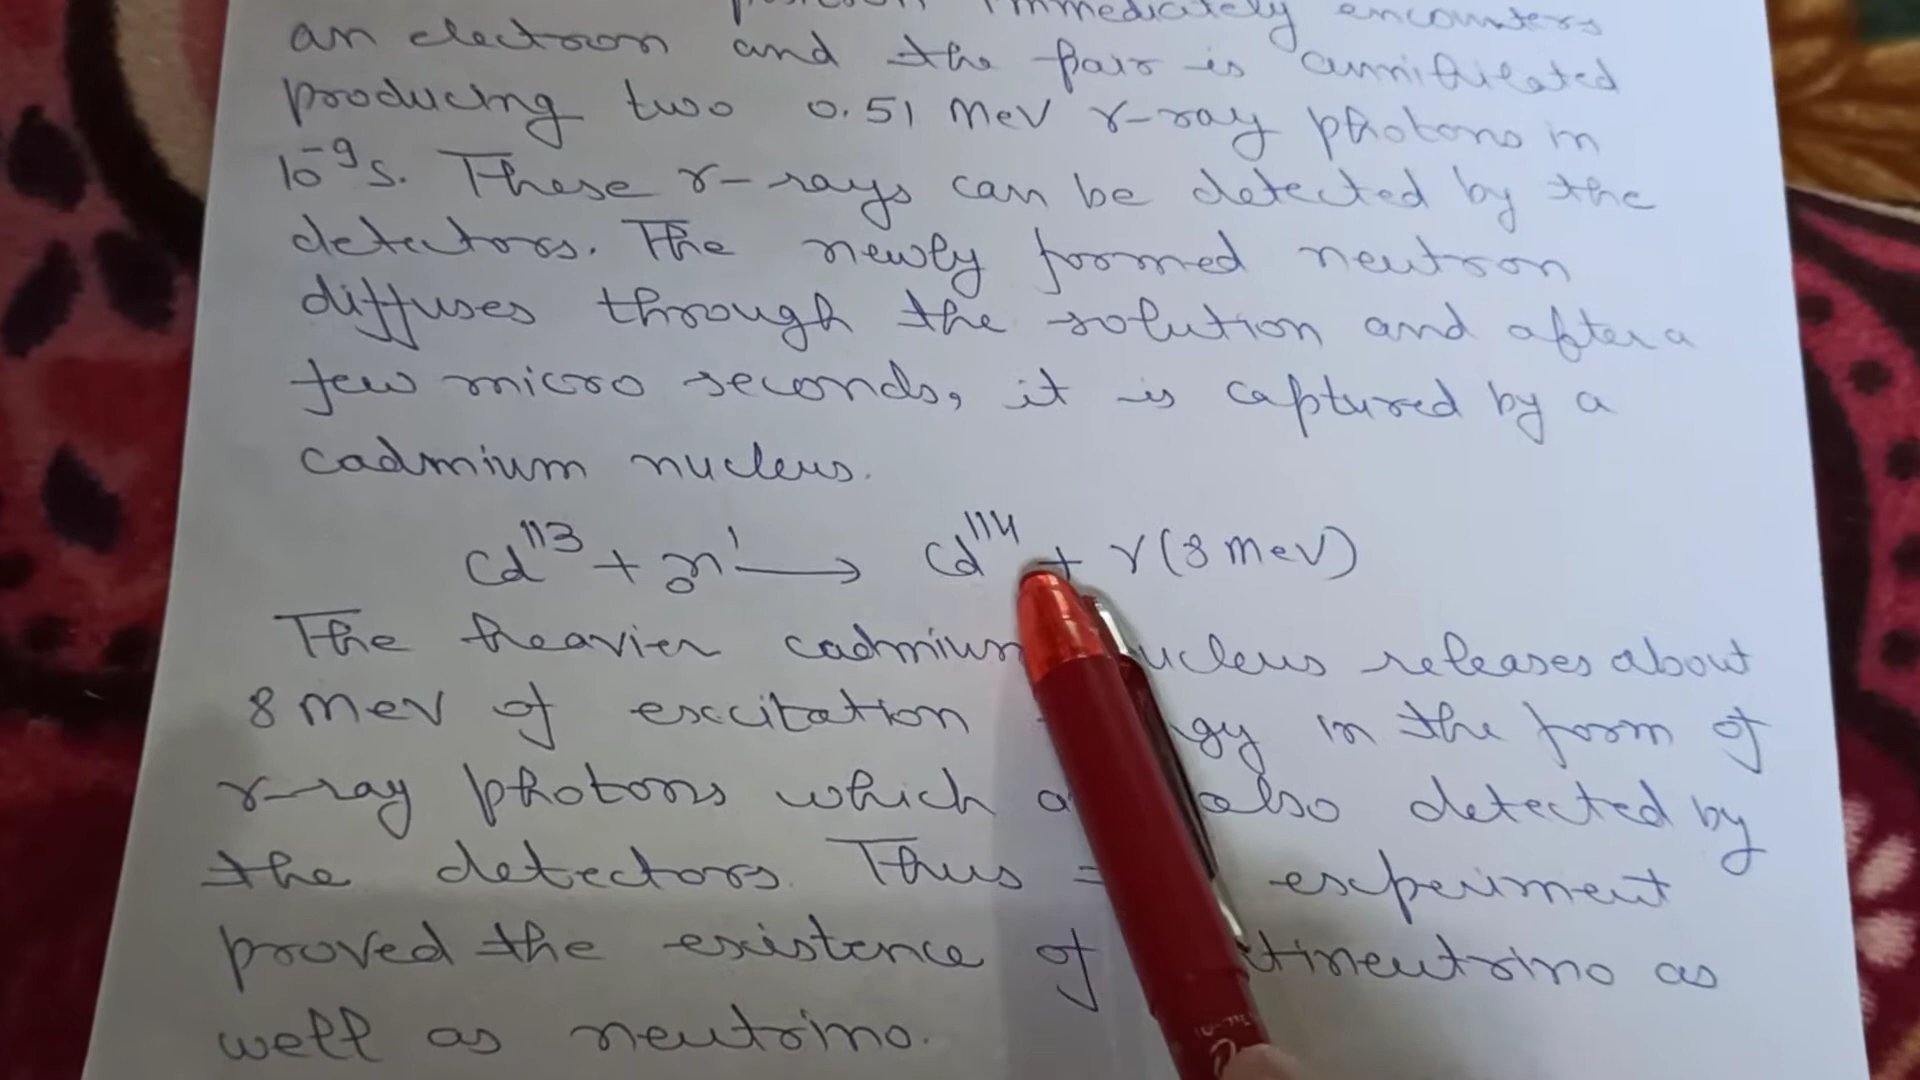 positron immediately encounters
an electron and the pair is annihilated
producing two 0.51 MeV γ-ray photons in
10⁻⁹s. These γ-rays can be detected by the
detectors. The newly formed neutron
diffuses through the solution and after a
few micro seconds, it is captured by a
cadmium nucleus.
Cd¹¹³ + ₀n¹ → Cd¹¹⁴ + γ (8 MeV)
The heavier cadmium nucleus releases about
8 MeV of excitation in the form of
γ-ray photons which also detected by
the detectors. Thus experiment
proved the existence of antineutrino as
well as neutrino.